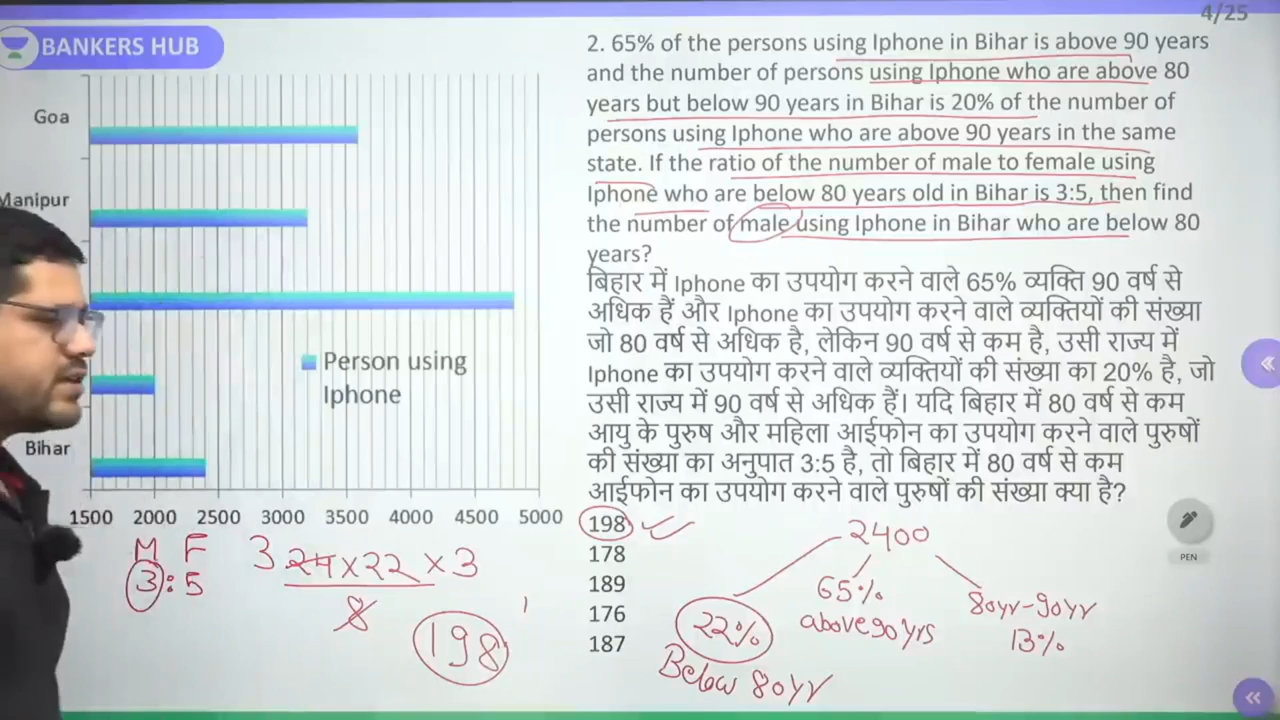 4/25
BANKERS HUB
Goa
Manipur
Bihar
Person using
Iphone
1500 2000 2500 3000 3500 4000 4500 5000
2. 65% of the persons using Iphone in Bihar is above 90 years
and the number of persons using Iphone who are above 80
years but below 90 years in Bihar is 20% of the number of
persons using Iphone who are above 90 years in the same
state. If the ratio of the number of male to female using
Iphone who are below 80 years old in Bihar is 3:5, then find
the number of male using Iphone in Bihar who are below 80
years?
बिहार में Iphone का उपयोग करने वाले 65% व्यक्ति 90 वर्ष से
अधिक हैं और Iphone का उपयोग करने वाले व्यक्तियों की संख्या
जो 80 वर्ष से अधिक है, लेकिन 90 वर्ष से कम है, उसी राज्य में
Iphone का उपयोग करने वाले व्यक्तियों की संख्या का 20% है, जो
उसी राज्य में 90 वर्ष से अधिक हैं। यदि बिहार में 80 वर्ष से कम
आयु के पुरुष और महिला आईफोन का उपयोग करने वाले पुरुषों
की संख्या का अनुपात 3:5 है, तो बिहार में 80 वर्ष से कम
आईफोन का उपयोग करने वाले पुरुषों की संख्या क्या है?
198
178
189
176
187
M F
3:5
3 24×22 ×3
8
198
2400
22%
Below 80yr
65%
above 90yrs
80yr-90yr
13%
PEN